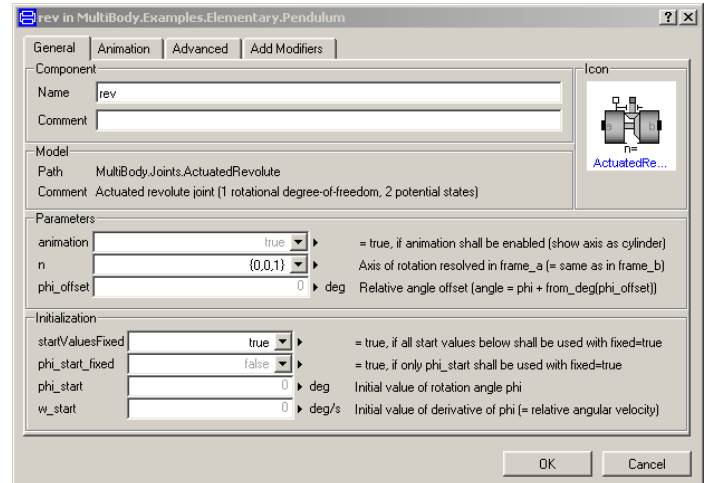 rev in MultiBody.Examples.Elementary.Pendulum
General Animation Advanced Add Modifiers
Component Icon
Name rev
Comment
a b
n=
ActuatedRe...
Model
Path MultiBody.Joints.ActuatedRevolute
Comment Actuated revolute joint (1 rotational degree-of-freedom, 2 potential states)
Parameters
animation true = true, if animation shall be enabled (show axis as cylinder)
n {0,0,1} Axis of rotation resolved in frame_a (= same as in frame_b)
phi_offset 0 deg Relative angle offset (angle = phi + from_deg(phi_offset))
Initialization
startValuesFixed true = true, if all start values below shall be used with fixed=true
phi_start_fixed false = true, if only phi_start shall be used with fixed=true
phi_start 0 deg Initial value of rotation angle phi
w_start 0 deg/s Initial value of derivative of phi (= relative angular velocity)
OK Cancel